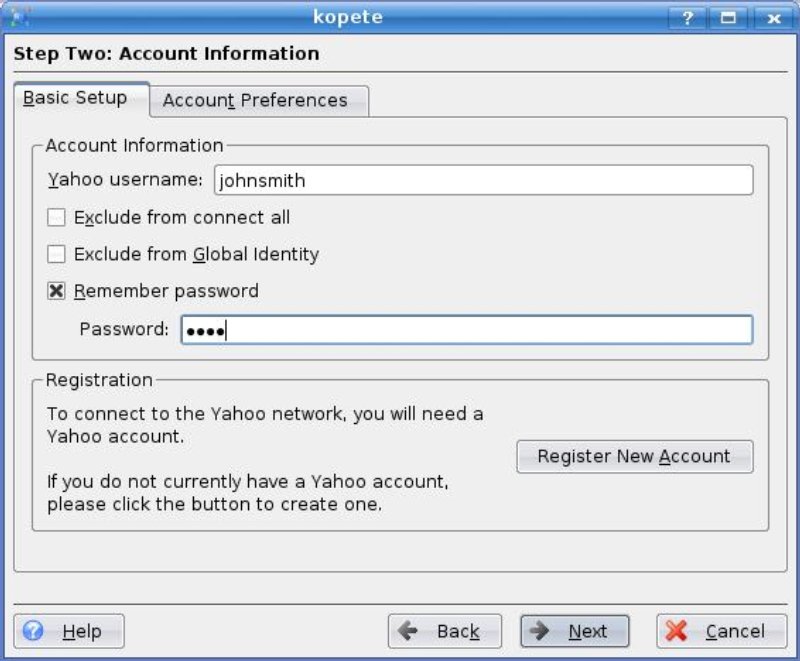 kopete
Step Two: Account Information
Basic Setup
Account Preferences
Account Information
Yahoo username: johnsmith
Exclude from connect all
Exclude from Global Identity
Remember password
Password: ••••
Registration
To connect to the Yahoo network, you will need a
Yahoo account.
Register New Account
If you do not currently have a Yahoo account,
please click the button to create one.
Help
Back
Next
Cancel